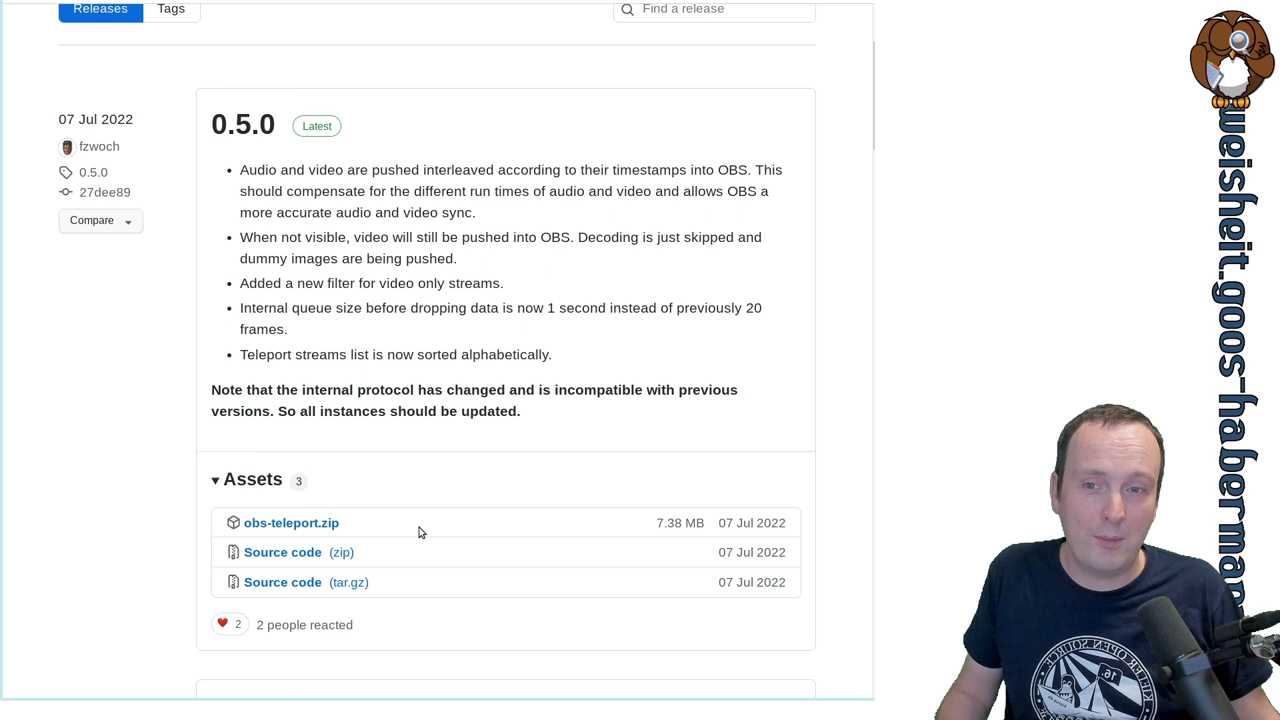 Releases
Tags
Find a release
07 Jul 2022
fzwoch
0.5.0
27dee89
Compare
0.5.0
Latest
Audio and video are pushed interleaved according to their timestamps into OBS. This
should compensate for the different run times of audio and video and allows OBS a
more accurate audio and video sync.
When not visible, video will still be pushed into OBS. Decoding is just skipped and
dummy images are being pushed.
Added a new filter for video only streams.
Internal queue size before dropping data is now 1 second instead of previously 20
frames.
Teleport streams list is now sorted alphabetically.
Note that the internal protocol has changed and is incompatible with previous
versions. So all instances should be updated.
Assets 3
obs-teleport.zip 7.38 MB 07 Jul 2022
Source code (zip) 07 Jul 2022
Source code (tar.gz) 07 Jul 2022
2
2 people reacted
KIELER OPEN SOURCE
16.